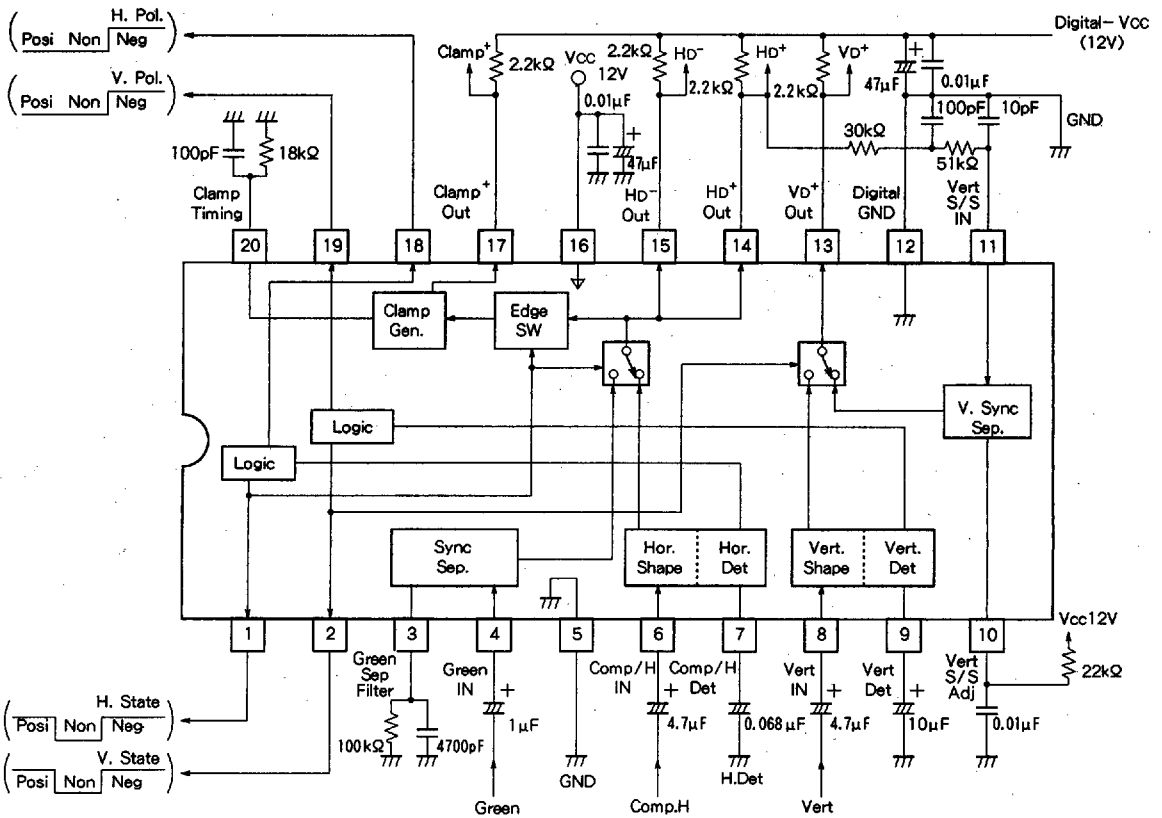 H. Pol.
Posi Non Neg
V. Pol.
Posi Non Neg
Digital-Vcc
(12V)
Clamp+
2.2kΩ
Vcc
12V
2.2kΩ
HD-
HD+
2.2kΩ
2.2kΩ
VD+
47μF
0.01μF
100pF
10pF
GND
0.01μF
47μF
30kΩ
51kΩ
100pF
18kΩ
Clamp
Timing
Clamp+
Out
HD-
Out
HD+
Out
VD+
Out
Digital
GND
Vert
S/S
IN
20
19
18
17
16
15
14
13
12
11
Clamp
Gen.
Edge
SW
V. Sync
Sep.
Logic
Logic
Sync
Sep.
Hor.
Shape
Hor.
Det
Vert.
Shape
Vert.
Det
1
2
3
4
5
6
7
8
9
10
Green
Sep
Filter
Green
IN
Comp/H
IN
Comp/H
Det
Vert
IN
Vert
Det
Vert
S/S
Adj
Vcc12V
22kΩ
H. State
Posi Non Neg
V. State
Posi Non Neg
100kΩ
4700pF
1μF
GND
4.7μF
0.068μF
H.Det
4.7μF
10μF
0.01μF
Green
Comp.H
Vert